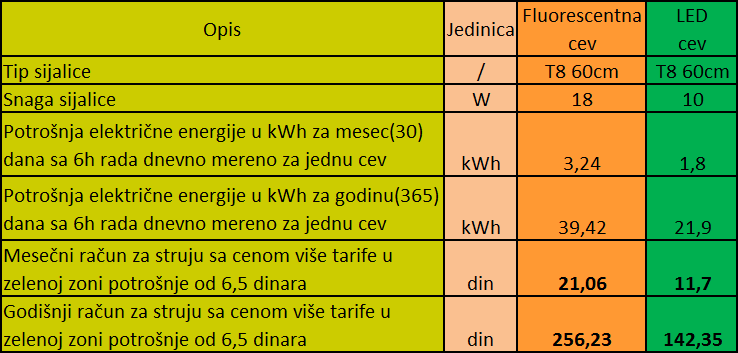 Opis Jedinica Fluorescentna cev LED cev
Tip sijalice / T8 60cm T8 60cm
Snaga sijalice W 18 10
Potrošnja električne energije u kWh za mesec(30)
dana sa 6h rada dnevno mereno za jednu cev kWh 3,24 1,8
Potrošnja električne energije u kWh za godinu(365)
dana sa 6h rada dnevno mereno za jednu cev kWh 39,42 21,9
Mesečni račun za struju sa cenom više tarife u
zelenoj zoni potrošnje od 6,5 dinara din 21,06 11,7
Godišnji račun za struju sa cenom više tarife u
zelenoj zoni potrošnje od 6,5 dinara din 256,23 142,35